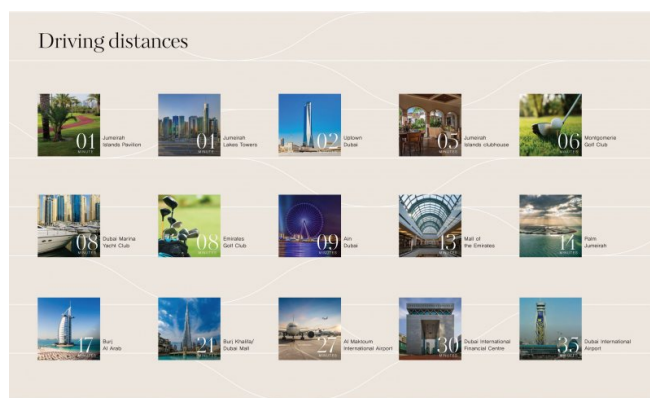 Driving distances
01
MINUTE
Jumeirah
Islands Pavilion
01
MINUTE
Jumeirah
Lakes Towers
02
MINUTES
Uptown
Dubai
05
MINUTES
Jumeirah
Islands clubhouse
06
MINUTES
Montgomerie
Golf Club
08
MINUTES
Dubai Marina
Yacht Club
08
MINUTES
Emirates
Golf Club
09
MINUTES
Ain
Dubai
13
MINUTES
Mall of
the Emirates
14
MINUTES
Palm
Jumeirah
17
MINUTES
Burj
Al Arab
21
MINUTES
Burj Khalifa/
Dubai Mall
27
MINUTES
Al Maktoum
International Airport
30
MINUTES
Dubai International
Financial Centre
35
MINUTES
Dubai International
Airport